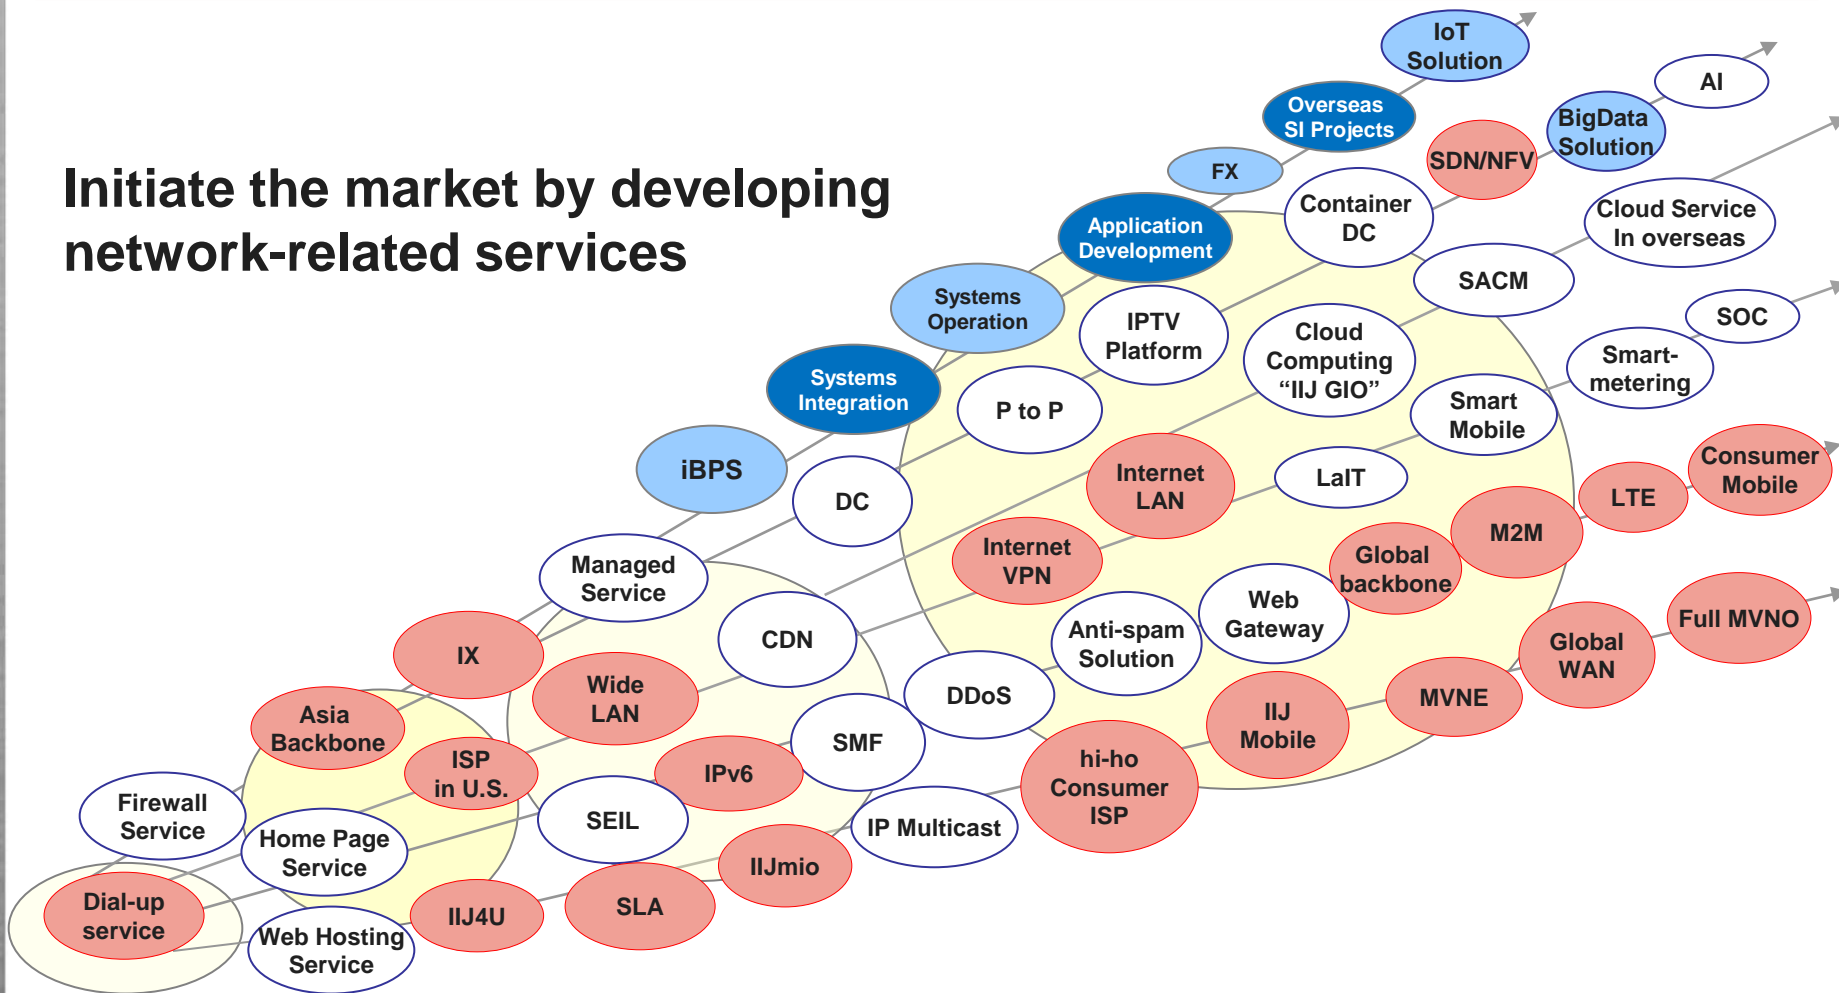 Initiate the market by developing
network-related services
IoT
Solution
AI
Overseas
SI Projects
BigData
Solution
SDN/NFV
FX
Container
DC
Cloud Service
In overseas
Application
Development
SACM
Systems
Operation
IPTV
Platform
Cloud
Computing
“IIJ GIO”
SOC
Smart-
metering
Systems
Integration
P to P
Smart
Mobile
iBPS
DC
Internet
LAN
LaIT
Consumer
Mobile
LTE
M2M
Managed
Service
Internet
VPN
Global
backbone
Web
Gateway
Full MVNO
IX
CDN
Anti-spam
Solution
Global
WAN
Wide
LAN
DDoS
MVNE
Asia
Backbone
IIJ
Mobile
SMF
ISP
in U.S.
IPv6
hi-ho
Consumer
ISP
Firewall
Service
SEIL
IP Multicast
Home Page
Service
IIJmio
Dial-up
service
IIJ4U
SLA
Web Hosting
Service